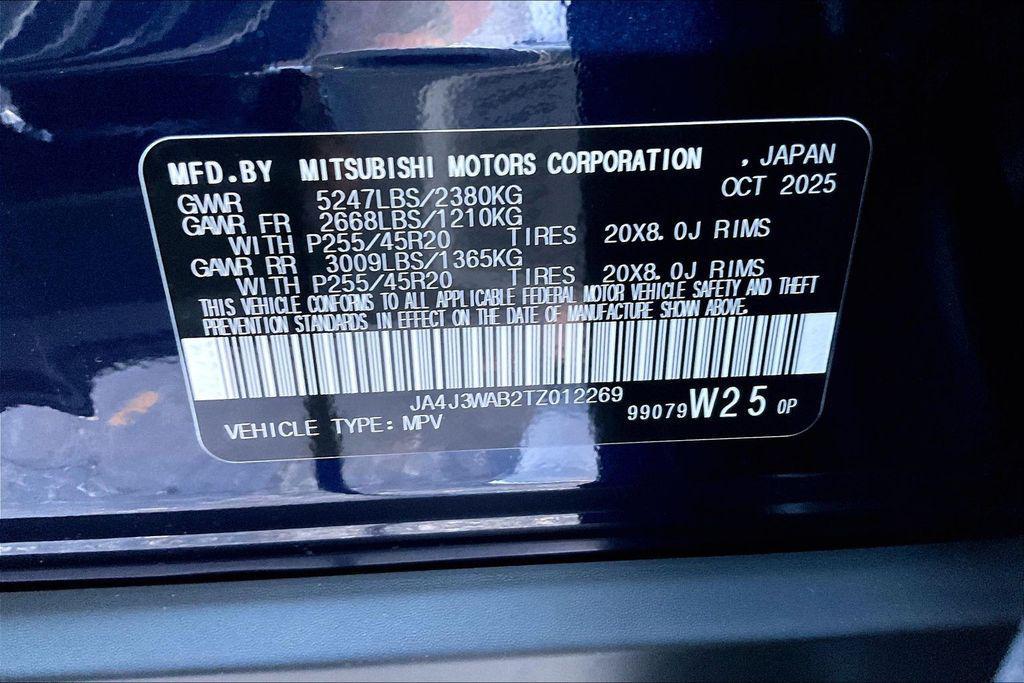 MFD.BY MITSUBISHI MOTORS CORPORATION , JAPAN
GVWR 5247LBS/2380KG OCT 2025
GAWR FR 2668LBS/1210KG
WITH P255/45R20 TIRES 20X8.0J RIMS
GAWR RR 3009LBS/1365KG
WITH P255/45R20 TIRES 20X8.0J RIMS
THIS VEHICLE CONFORMS TO ALL APPLICABLE FEDERAL MOTOR VEHICLE SAFETY AND THEFT
PREVENTION STANDARDS IN EFFECT ON THE DATE OF MANUFACTURE SHOWN ABOVE.
JA4J3WAB2TZ012269
99079 W25 OP
VEHICLE TYPE: MPV